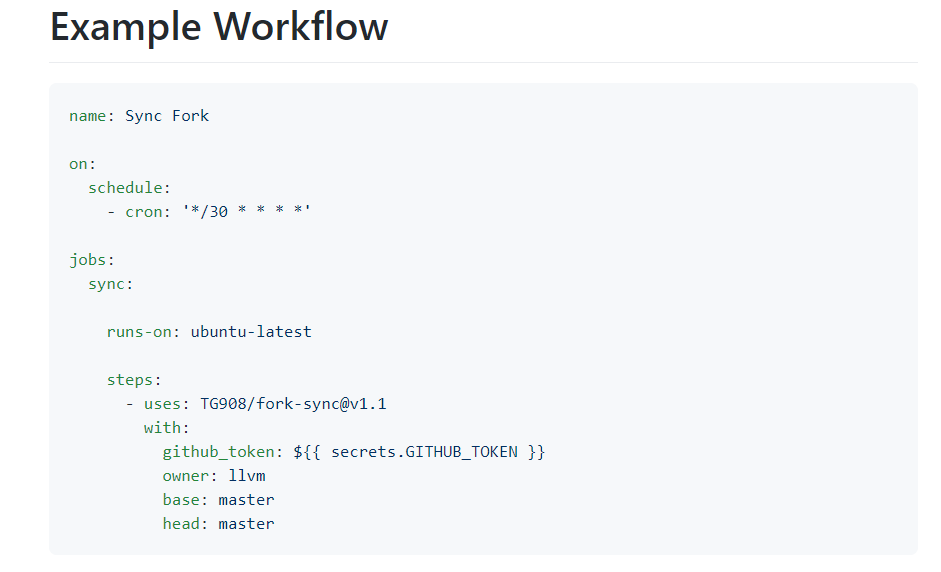 Example Workflow
name: Sync Fork
on:
  schedule:
    - cron: '*/30 * * * *'
jobs:
  sync:
    runs-on: ubuntu-latest
    steps:
      - uses: TG908/fork-sync@v1.1
        with:
          github_token: ${{ secrets.GITHUB_TOKEN }}
          owner: llvm
          base: master
          head: master